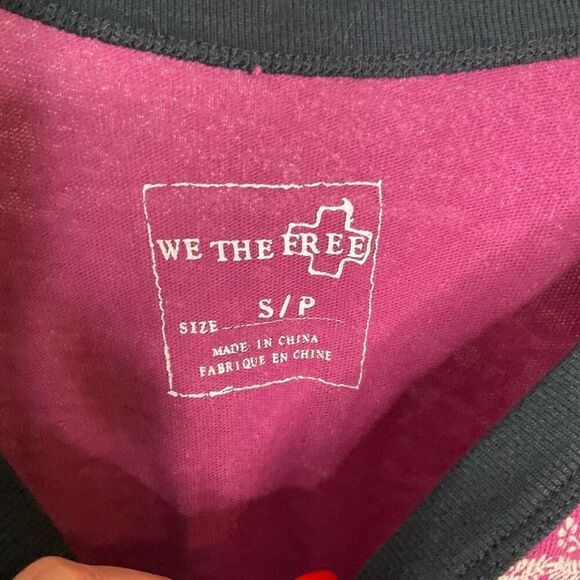 WE THE FREE
SIZE S/P
MADE IN CHINA
FABRIQUE EN CHINE